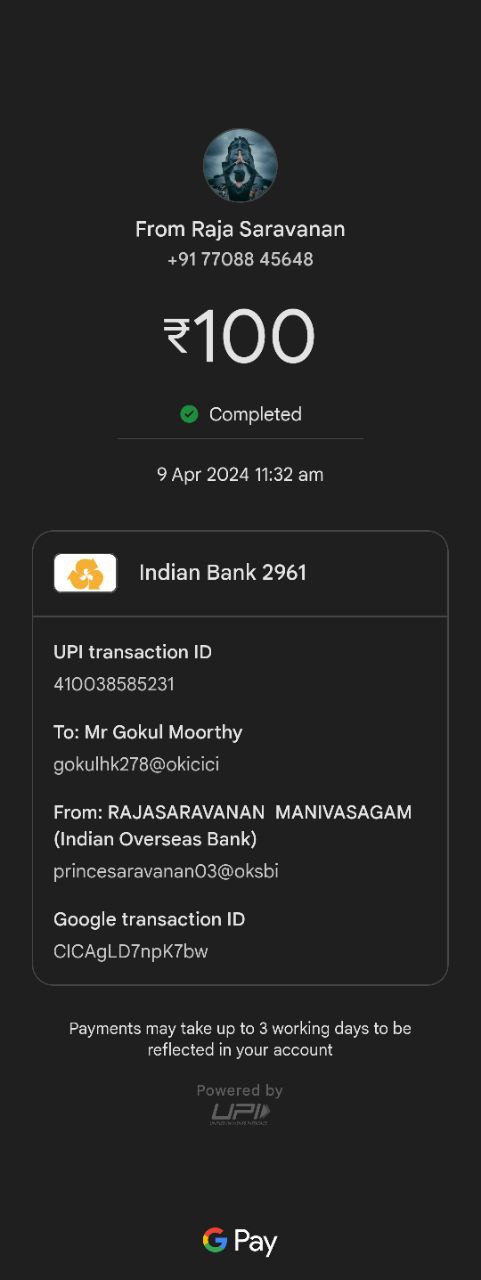 From Raja Saravanan
+91 77088 45648
₹100
Completed
9 Apr 2024 11:32 am
Indian Bank 2961
UPI transaction ID
410038585231
To: Mr Gokul Moorthy
gokulhk278@okicici
From: RAJASARAVANAN MANIVASAGAM
(Indian Overseas Bank)
princesaravanan03@oksbi
Google transaction ID
CICAgLD7npK7bw
Payments may take up to 3 working days to be
reflected in your account
Powered by
UPI
UNIFIED PAYMENTS INTERFACE
G Pay